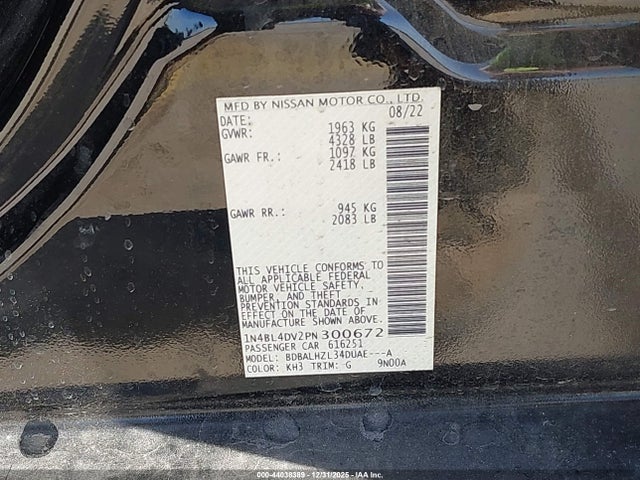 MFD BY NISSAN MOTOR CO., LTD.
DATE: 08/22
GVWR: 1963 KG
4328 LB
GAWR FR.: 1097 KG
2418 LB
GAWR RR.: 945 KG
2083 LB
THIS VEHICLE CONFORMS TO
ALL APPLICABLE FEDERAL
MOTOR VEHICLE SAFETY,
BUMPER, AND THEFT
PREVENTION STANDARDS IN
EFFECT ON THE DATE OF
MANUFACTURE SHOWN ABOVE.
1N4BL4DV2PN300672
PASSENGER CAR 616251
MODEL: BDBALHZL34DUAE---A
COLOR: KH3 TRIM: G 9N00A
000-44038389 - 12/31/2025 - IAA Inc.